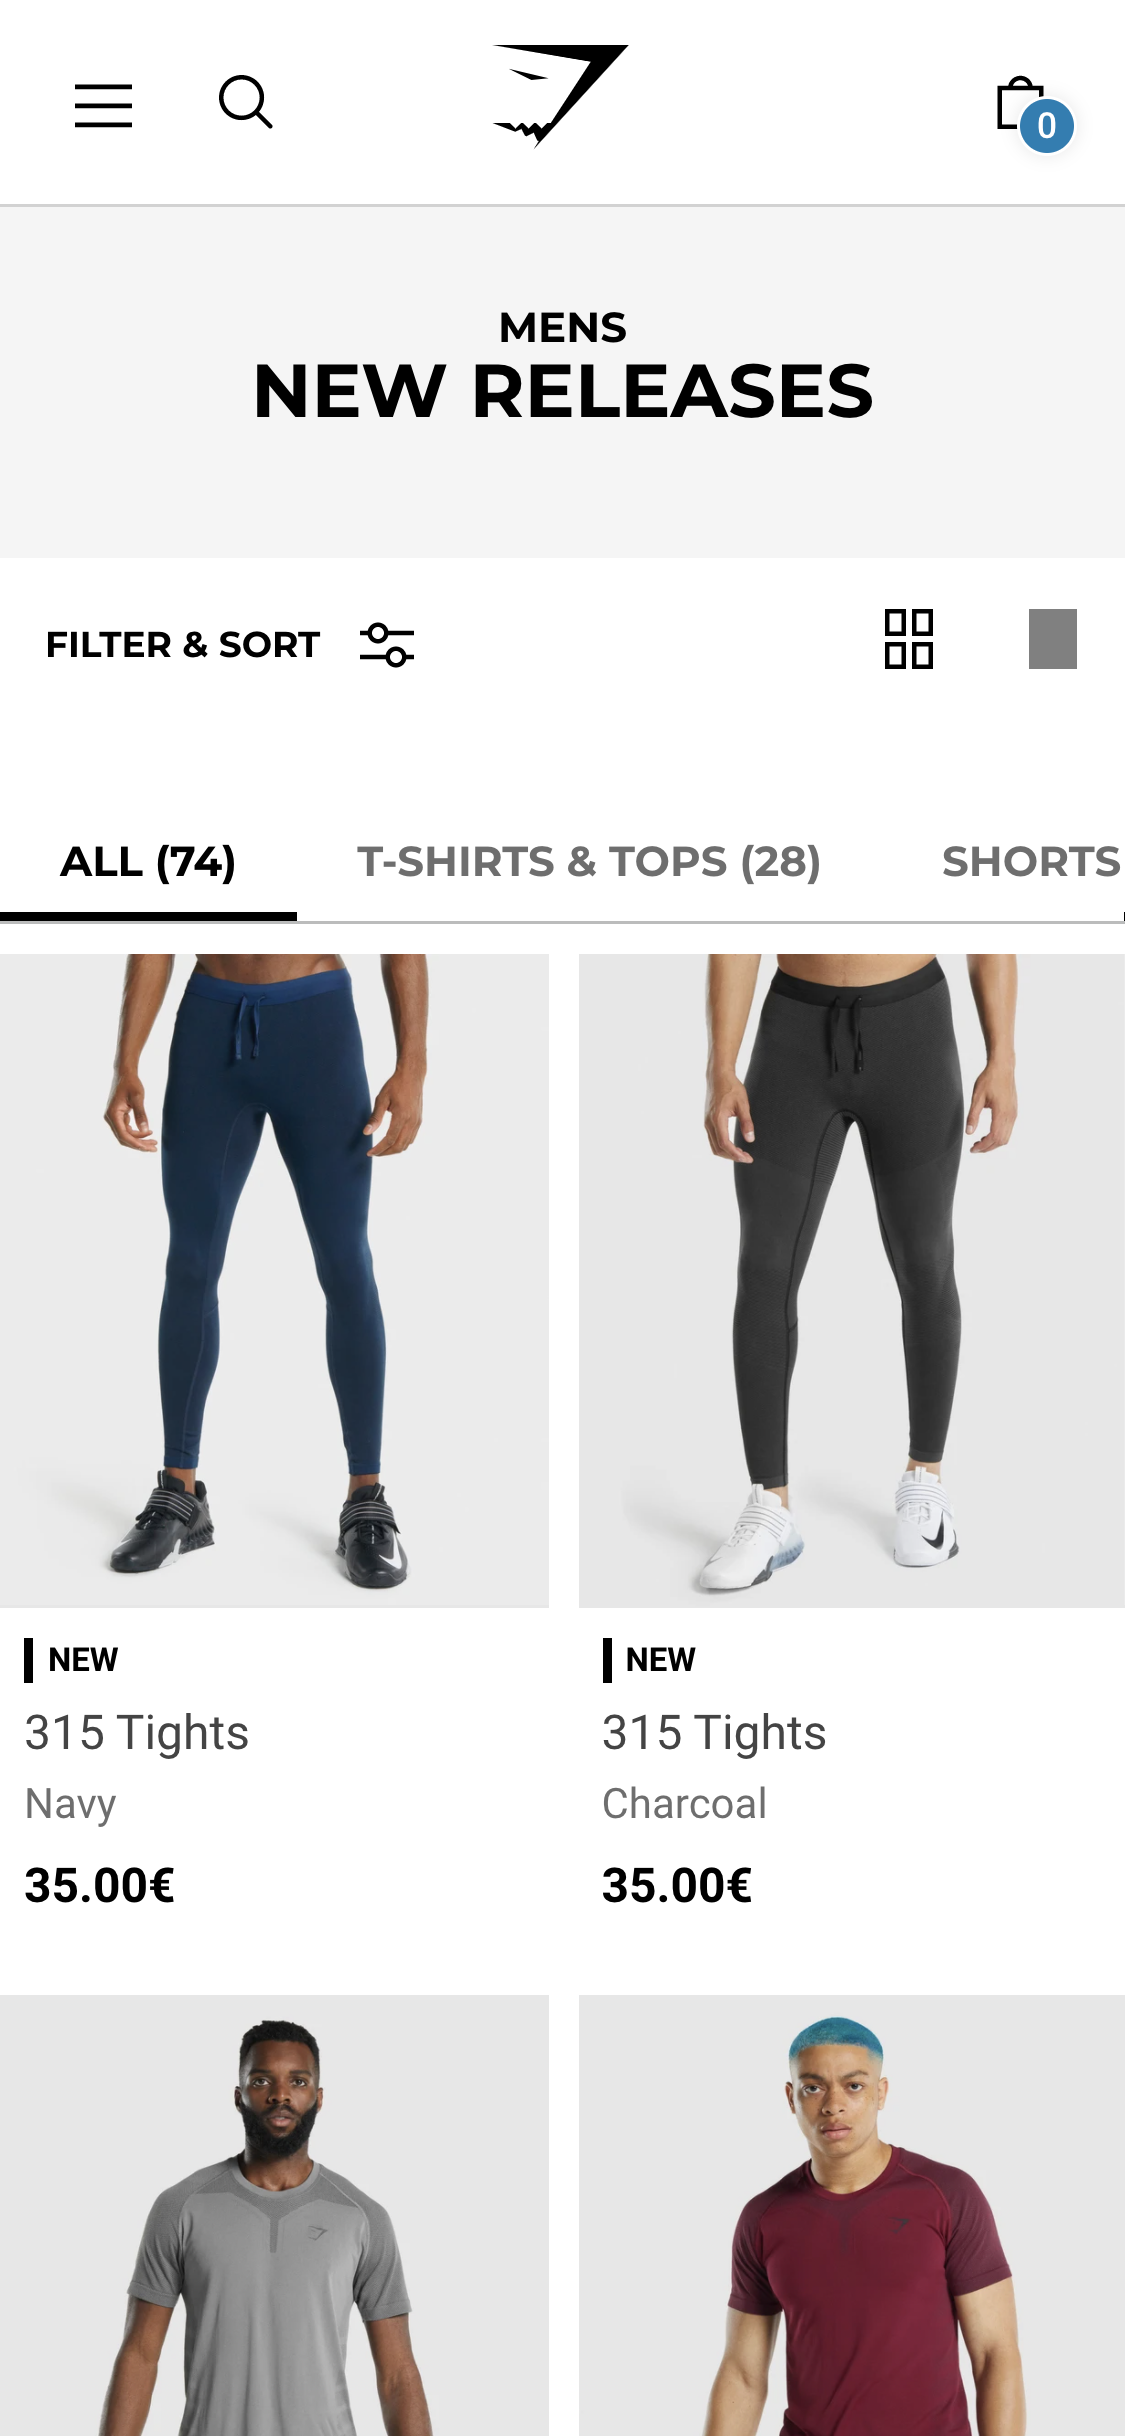 0
MENS
NEW RELEASES
FILTER & SORT
ALL (74) T-SHIRTS & TOPS (28) SHORTS
NEW NEW
315 Tights 315 Tights
Navy Charcoal
35.00€ 35.00€